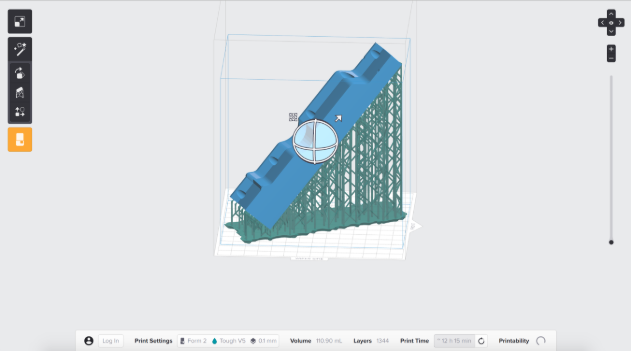 Log In Print Settings Form 2 Tough V5 0.1 mm Volume 110.90 mL Layers 1344 Print Time ~ 12 h 15 min Printability